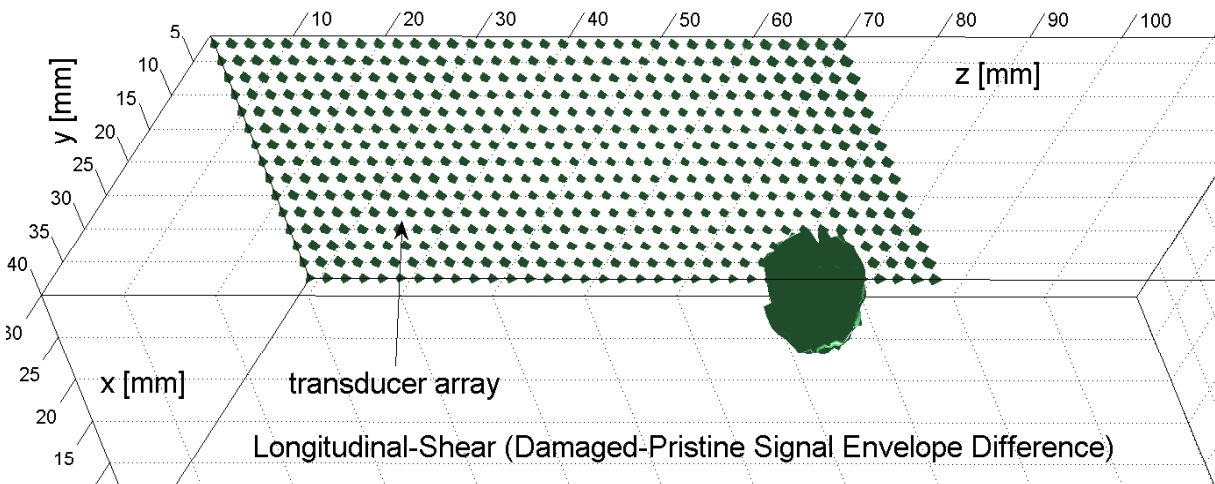 10 20 30 40 50 60 70 80 90 100
z [mm]
y [mm]
5
10
15
20
25
30
35
40
30
25
20
15
x [mm]
transducer array
Longitudinal-Shear (Damaged-Pristine Signal Envelope Difference)